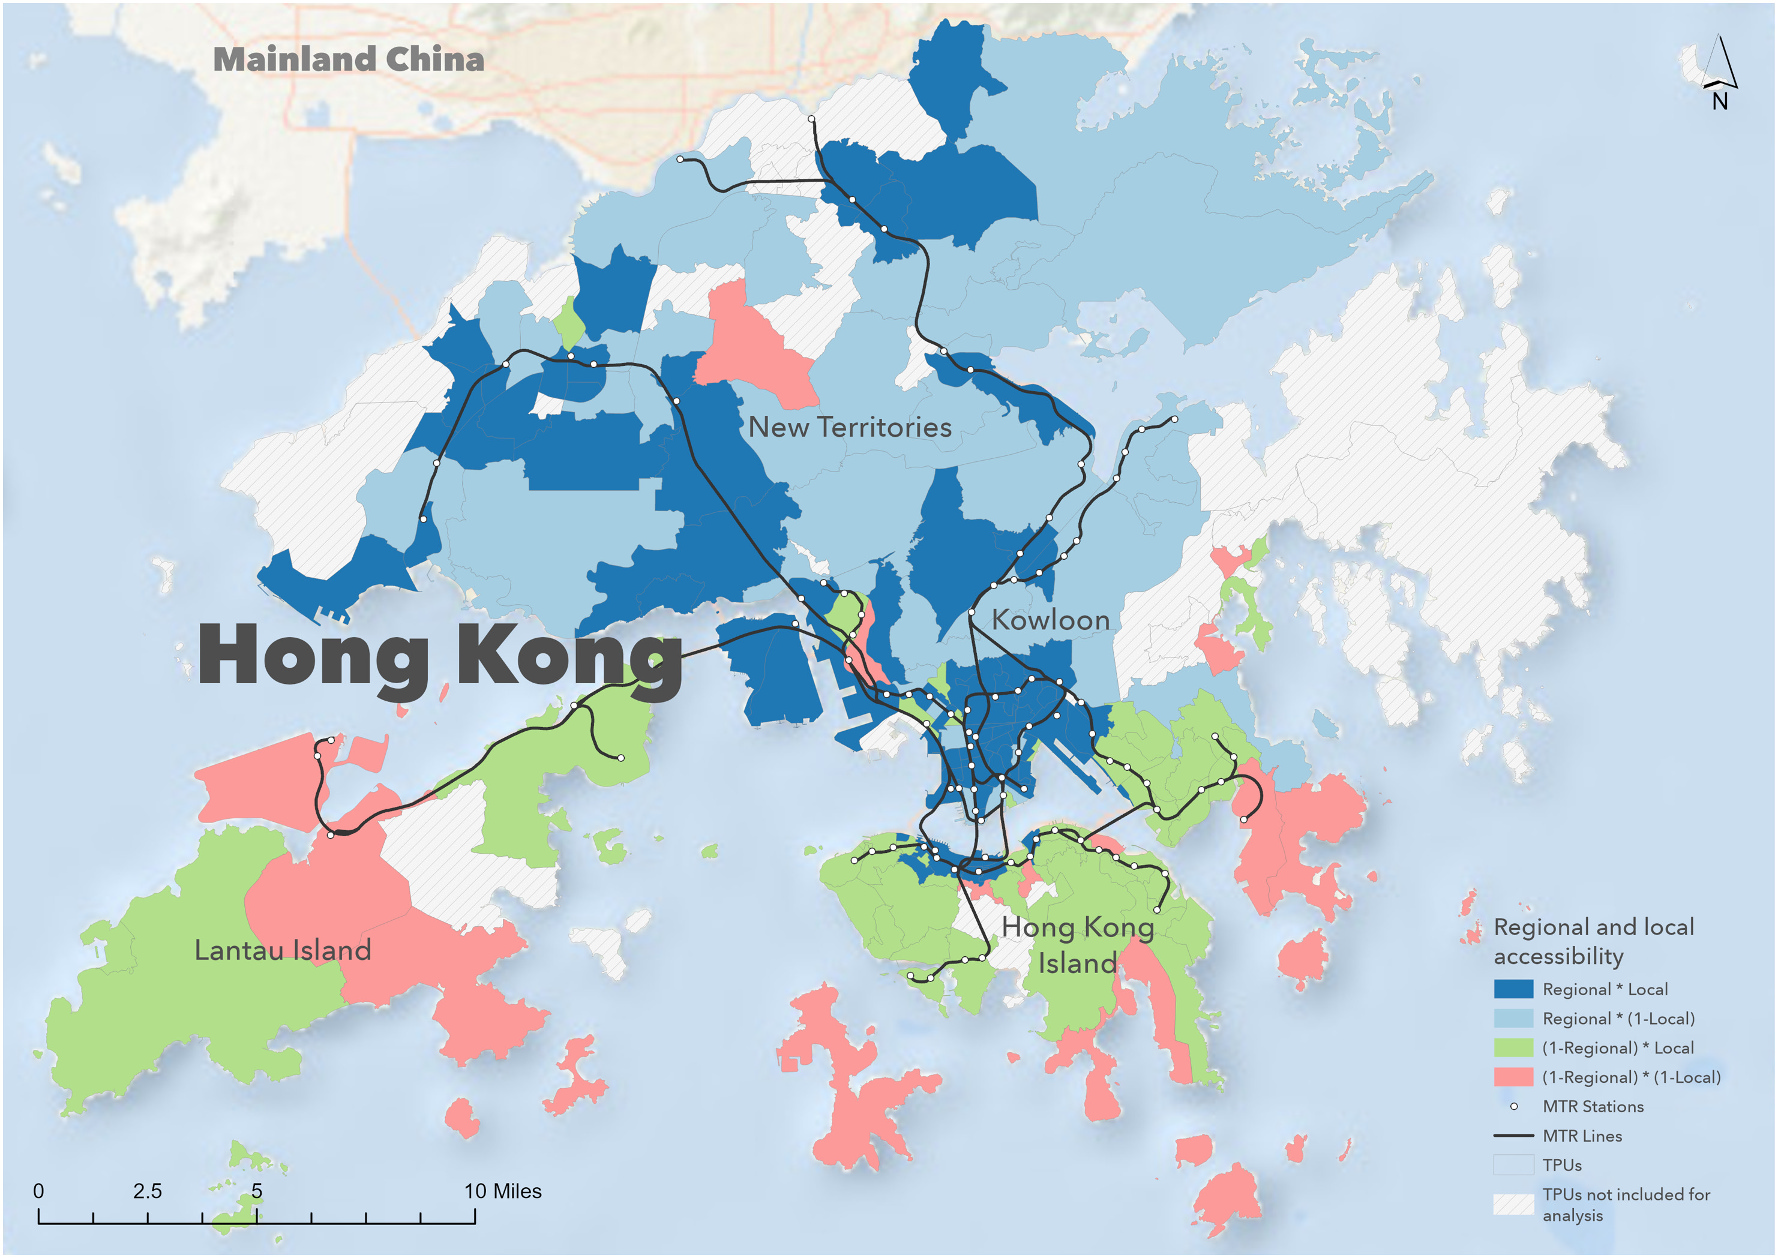 Mainland China
N
New Territories
Kowloon
Hong Kong
Lantau Island
Hong Kong
Island
Regional and local
accessibility
Regional * Local
Regional * (1-Local)
(1-Regional) * Local
(1-Regional) * (1-Local)
MTR Stations
MTR Lines
TPUs
TPUs not included for
analysis
0 2.5 5 10 Miles